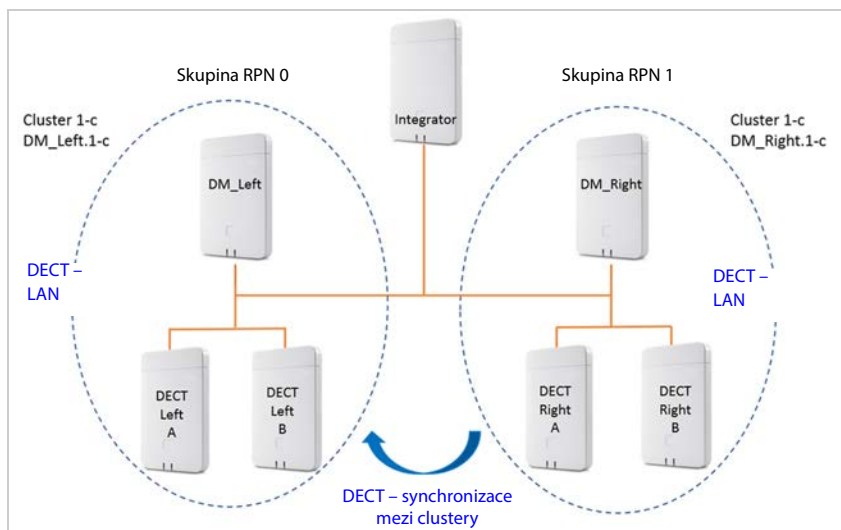 Skupina RPN 0
Skupina RPN 1
Integrator
Cluster 1-c
DM_Left.1-c
Cluster 1-c
DM_Right.1-c
DM_Left
DM_Right
DECT –
LAN
DECT –
LAN
DECT
Left
A
DECT
Left
B
DECT
Right
A
DECT
Right
B
DECT – synchronizace
mezi clustery